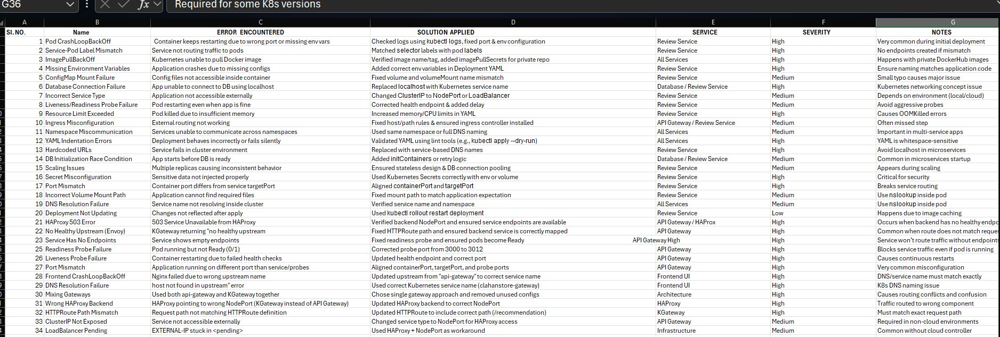 G36 fx Required for some K8s versions
A B C D E F G
SI. NO. Name ERROR ENCOUNTERED SOLUTION APPLIED SERVICE SEVERITY NOTES
1 Pod CrashLoopBackOff Container keeps restarting due to wrong port or missing env vars Checked logs using kubectl logs, fixed port & env configuration Review Service High Very common during initial deployment
2 Service-Pod Label Mismatch Service not routing traffic to pods Matched selector labels with pod labels Review Service High No endpoints created if mismatch
3 ImagePullBackOff Kubernetes unable to pull Docker image Verified image name/tag, added imagePullSecrets for private repo All Services High Happens with private DockerHub images
4 Missing Environment Variables Application crashes due to missing configs Added correct env variables in Deployment YAML Review Service High Ensure naming matches application code
5 ConfigMap Mount Failure Config files not accessible inside container Fixed volume and volumeMount name mismatch Review Service Medium Small typo causes major issue
6 Database Connection Failure App unable to connect to DB using localhost Replaced localhost with Kubernetes service name Database / Review Service High Kubernetes networking concept issue
7 Incorrect Service Type Application not accessible externally Changed ClusterIP to NodePort or LoadBalancer Review Service Medium Depends on environment (local/cloud)
8 Liveness/Readiness Probe Failure Pod restarting even when app is fine Corrected health endpoint & added delay Review Service Medium Avoid aggressive probes
9 Resource Limit Exceeded Pod killed due to insufficient memory Increased memory/CPU limits in YAML Review Service High Causes OOMKilled errors
10 Ingress Misconfiguration External routing not working Fixed host/path rules & ensured ingress controller installed API Gateway / Review Service Medium Often missed step
11 Namespace Miscommunication Services unable to communicate across namespaces Used same namespace or full DNS naming All Services Medium Important in multi-service apps
12 YAML Indentation Errors Deployment behaves incorrectly or fails silently Validated YAML using lint tools (e.g., kubectl apply --dry-run) All Services High YAML is whitespace-sensitive
13 Hardcoded URLs Service fails in cluster environment Replaced with service-based DNS names Review Service High Avoid localhost in microservices
14 DB Initialization Race Condition App starts before DB is ready Added initContainers or retry logic Database / Review Service Medium Common in microservices startup
15 Scaling Issues Multiple replicas causing inconsistent behavior Ensured stateless design & DB connection pooling Review Service Medium Appears during scaling
16 Secret Misconfiguration Sensitive data not injected properly Used Kubernetes Secrets correctly with env or volume Review Service High Critical for security
17 Port Mismatch Container port differs from service targetPort Aligned containerPort and targetPort Review Service High Breaks service routing
18 Incorrect Volume Mount Path Application cannot find required files Fixed mount path to match application expectation Review Service Medium Use nslookup inside pod
19 DNS Resolution Failure Service name not resolving inside cluster Verified service name and namespace All Services Medium Use nslookup inside pod
20 Deployment Not Updating Changes not reflected after apply Used kubectl rollout restart deployment Review Service Low Happens due to image caching
21 HAProxy 503 Error 503 Service Unavailable from HAProxy Verified backend NodePort and ensured service endpoints are available API Gateway / HAProx High Occurs when backend has no healthy endpo
22 No Healthy Upstream (Envoy) KGateway returning "no healthy upstream Fixed HTTPRoute path and ensured backend service is correctly mapped API Gateway High Common when route does not match reques
23 Service Has No Endpoints Service shows empty endpoints Fixed readiness probe and ensured pods become Ready API Gateway High High Service won't route traffic without endpoints
25 Readiness Probe Failure Pod running but not Ready (0/1) Corrected probe port from 3000 to 3012 API Gateway High Blocks service traffic even if pod is running
26 Liveness Probe Failure Container restarting due to failed health checks Updated health endpoint and correct port API Gateway High Causes continuous restarts
27 Port Mismatch Application running on different port than service/probes Aligned containerPort, targetPort, and probe ports API Gateway High Very common misconfiguration
28 Frontend CrashLoopBackOff Nginx failed due to wrong upstream name Updated upstream from "api-gateway" to correct service name Frontend UI High DNS/service name must match exactly
29 DNS Resolution Failure host not found in upstream" error Used correct Kubernetes service name (clahanstore-gateway) Frontend UI High K8s DNS naming issue
30 Mixing Gateways Used both api-gateway and KGateway together Chose single gateway approach and removed unused configs Architecture High Causes routing conflicts and confusion
31 Wrong HAProxy Backend HAProxy pointing to wrong NodePort (KGateway instead of API Gateway) Updated HAProxy backend to correct NodePort HAProxy High Traffic routed to wrong component
32 HTTPRoute Path Mismatch Request path not matching HTTPRoute definition Updated HTTPRoute to include correct path (/recommendation) KGateway High Must match exact request path
33 ClusterIP Not Exposed Service not accessible externally Changed service type to NodePort for HAProxy access API Gateway Medium Required in non-cloud environments
34 LoadBalancer Pending EXTERNAL-IP stuck in <pending> Used HAProxy + NodePort as workaround Infrastructure Medium Common without cloud controller